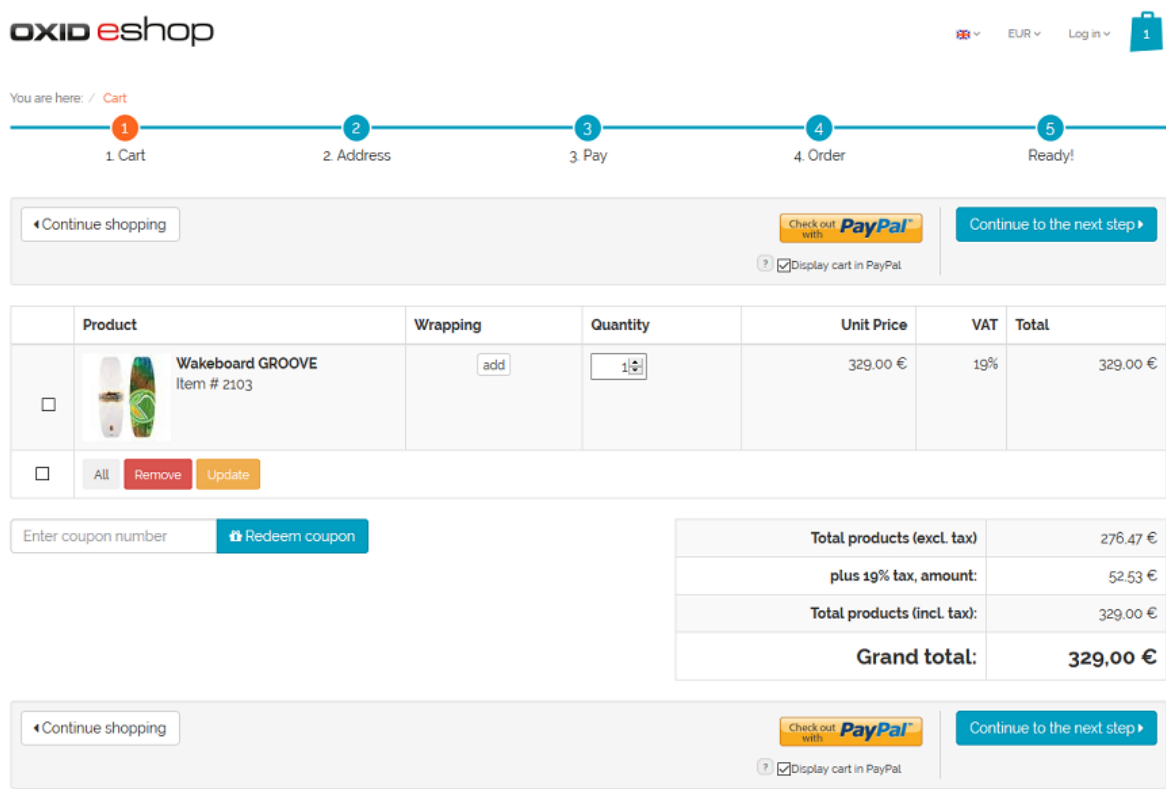 OXID eshop
EUR Log in 1
You are here: / Cart
1 2 3 4 5
1. Cart 2. Address 3. Pay 4. Order Ready!
Continue shopping Check out with PayPal™ Continue to the next step
? Display cart in PayPal
Product Wrapping Quantity Unit Price VAT Total
Wakeboard GROOVE add 1 329,00 € 19% 329,00 €
Item # 2103
All Remove Update
Enter coupon number Redeem coupon
Total products (excl. tax) 276,47 €
plus 19% tax, amount: 52,53 €
Total products (incl. tax): 329,00 €
Grand total: 329,00 €
Continue shopping Check out with PayPal™ Continue to the next step
? Display cart in PayPal